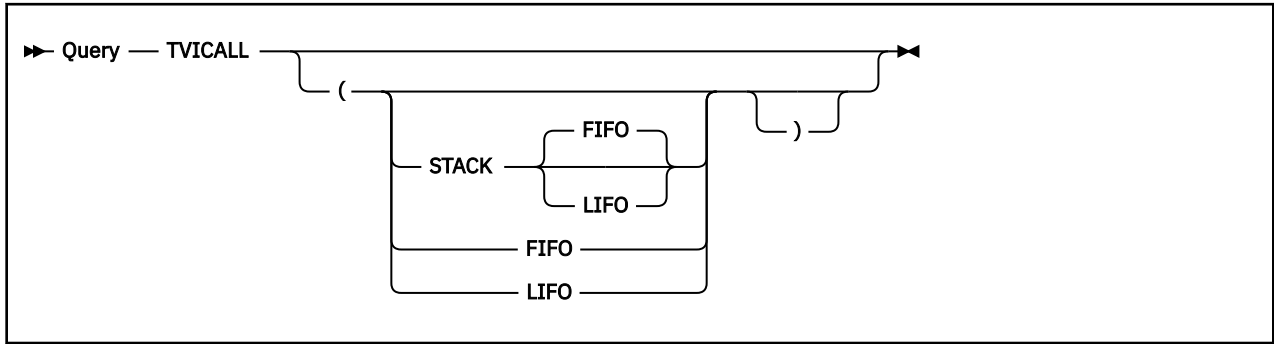 Query TVICALL
(
FIFO )
STACK
LIFO
FIFO
LIFO